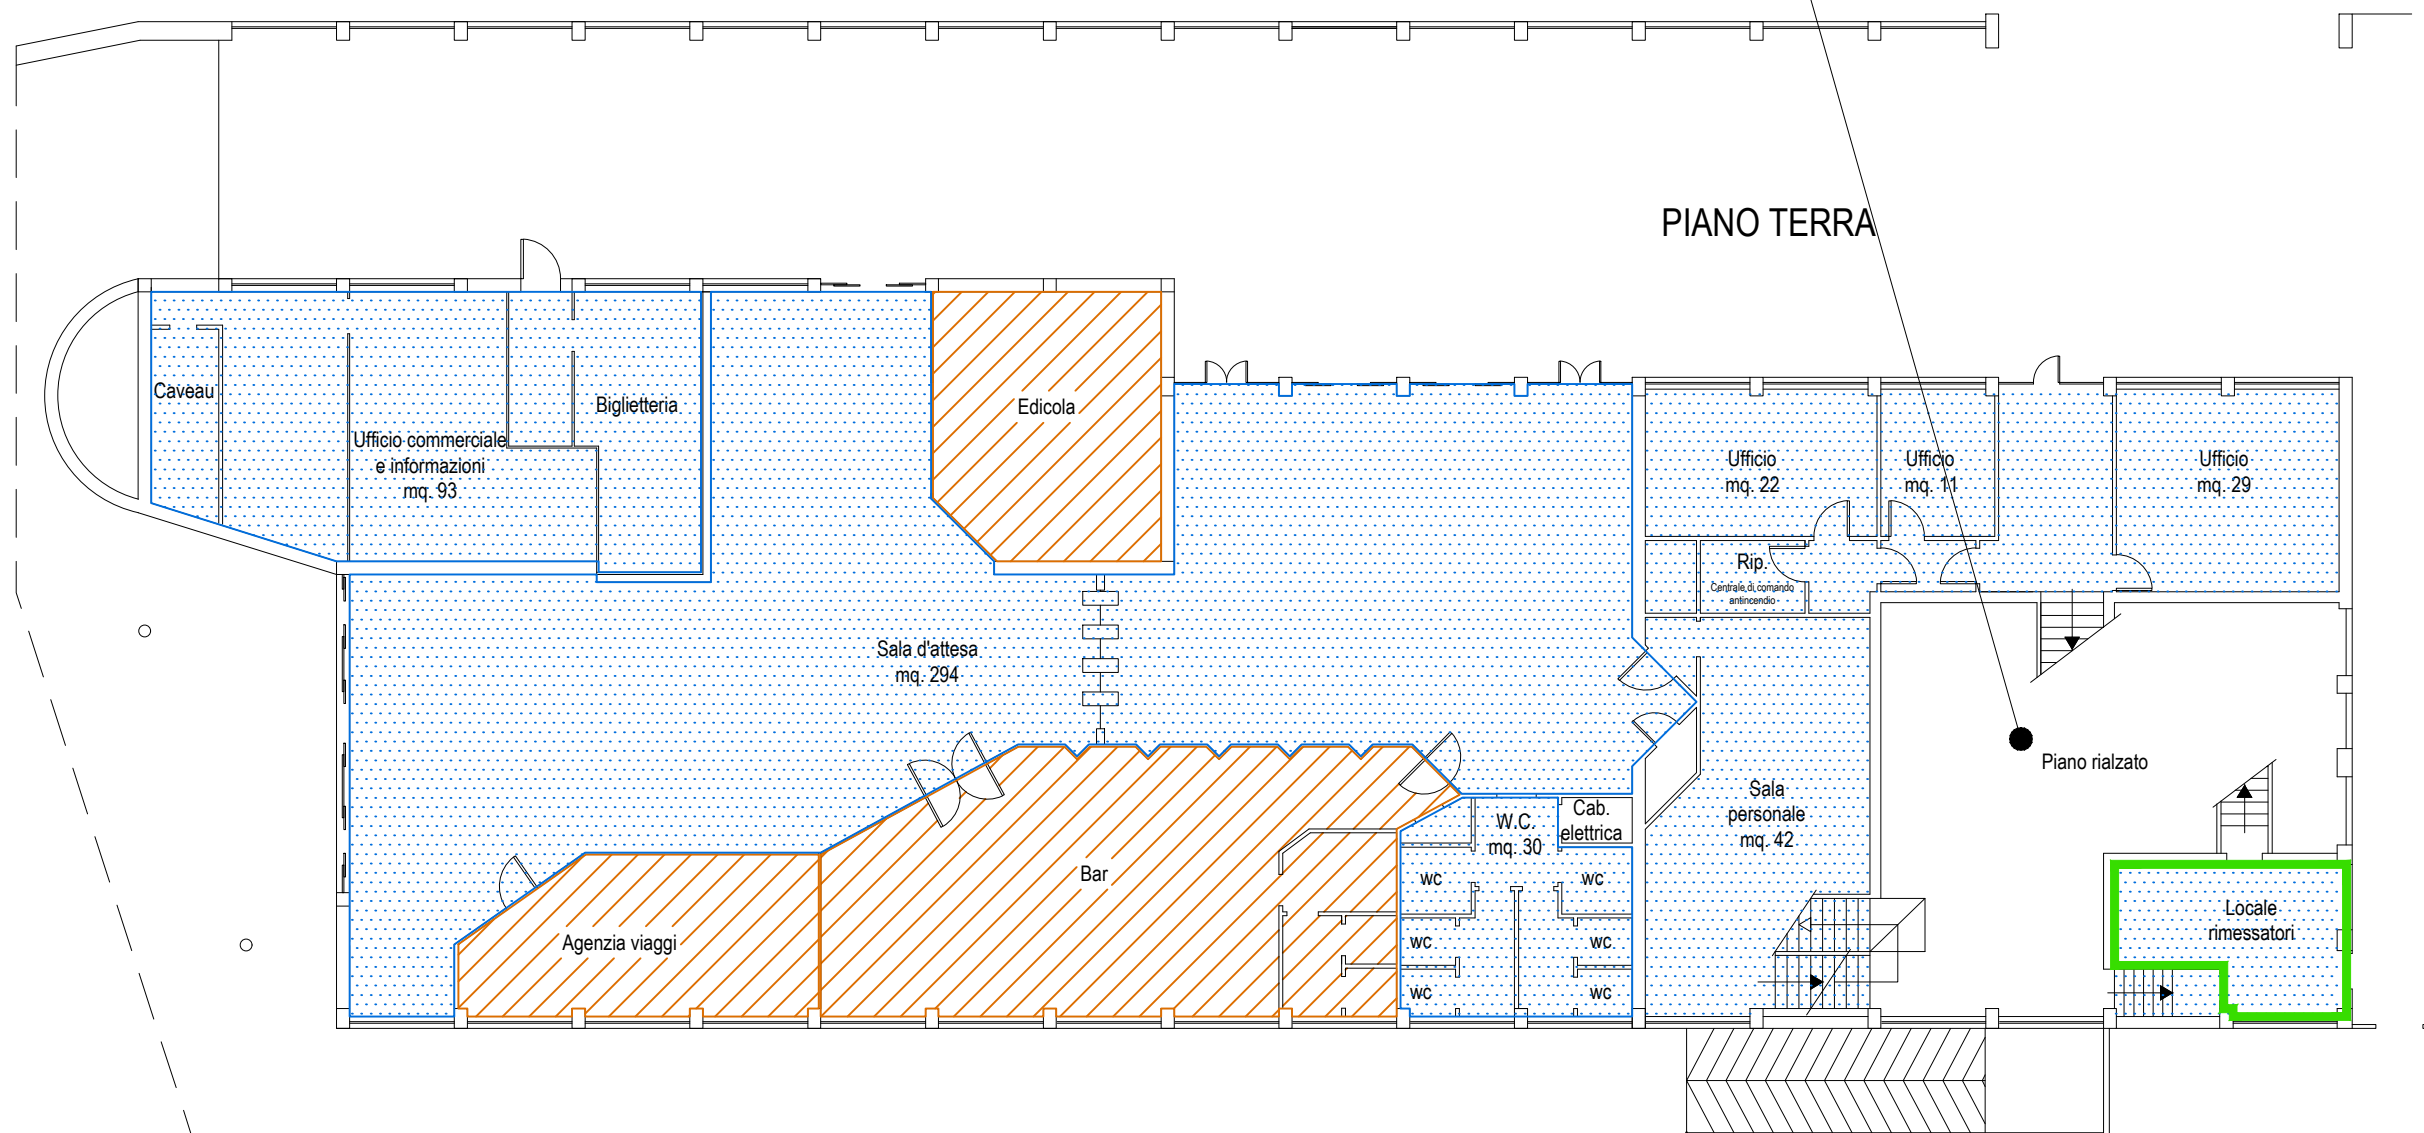 PIANO TERRA
Caveau
Ufficio commerciale
e informazioni
mq. 93
Biglietteria
Edicola
Ufficio
mq. 22
Ufficio
mq. 11
Ufficio
mq. 29
Rip.
Centrale di comando
antincendio
Sala d'attesa
mq. 294
Piano rialzato
Sala
personale
mq. 42
Cab.
elettrica
W.C.
mq. 30
Bar
wc
wc
Agenzia viaggi
wc
wc
wc
wc
Locale
rimessatori